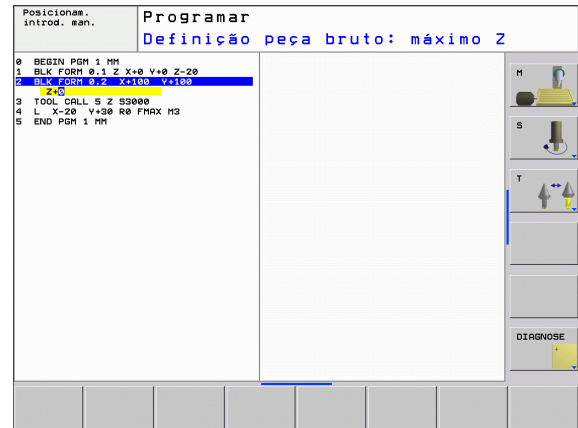 Posicionam.
introd. man.
Programar
Definição peça bruto: máximo Z
0 BEGIN PGM 1 MM
1 BLK FORM 0.1 Z X+0 Y+0 Z-20
2 BLK FORM 0.2 X+100 Y+100
Z+0
3 TOOL CALL 5 Z S3000
4 L X-20 Y+30 R0 FMAX M3
5 END PGM 1 MM
M
S
T
DIAGNOSE